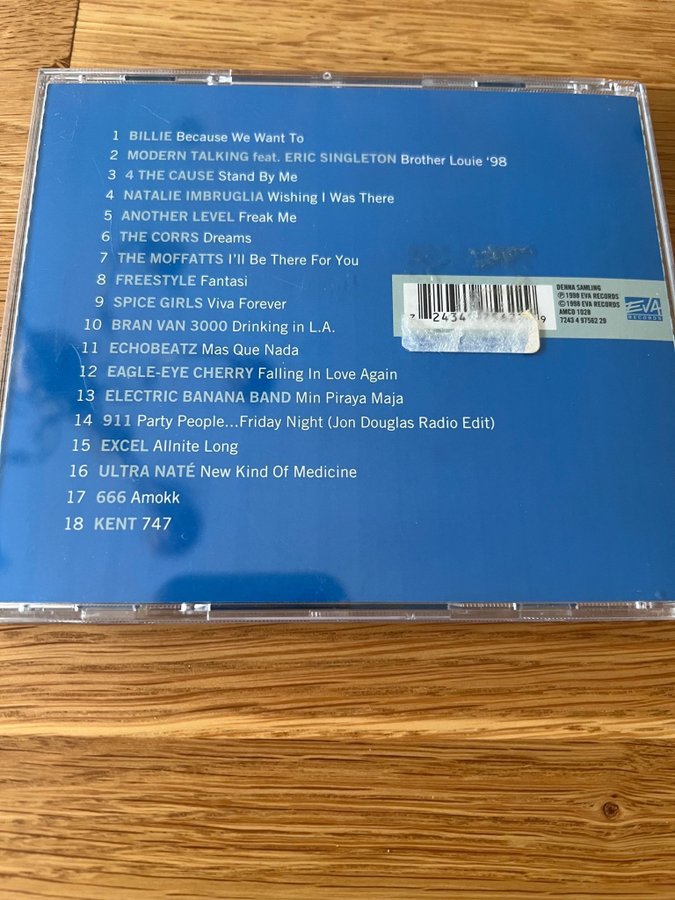 1 BILLIE Because We Want To
2 MODERN TALKING feat. ERIC SINGLETON Brother Louie '98
3 4 THE CAUSE Stand By Me
4 NATALIE IMBRUGLIA Wishing I Was There
5 ANOTHER LEVEL Freak Me
6 THE CORRS Dreams
7 THE MOFFATTS I'll Be There For You
8 FREESTYLE Fantasi
9 SPICE GIRLS Viva Forever
10 BRAN VAN 3000 Drinking in L.A.
11 ECHOBEATZ Mas Que Nada
12 EAGLE-EYE CHERRY Falling In Love Again
13 ELECTRIC BANANA BAND Min Piraya Maja
14 911 Party People...Friday Night (Jon Douglas Radio Edit)
15 EXCEL Allnite Long
16 ULTRA NATÉ New Kind Of Medicine
17 666 Amokk
18 KENT 747
DENNA SAMLING
℗ 1998 EVA RECORDS
© 1998 EVA RECORDS
AMCD 1028
7243 4 97562 29
EVA
RECORDS